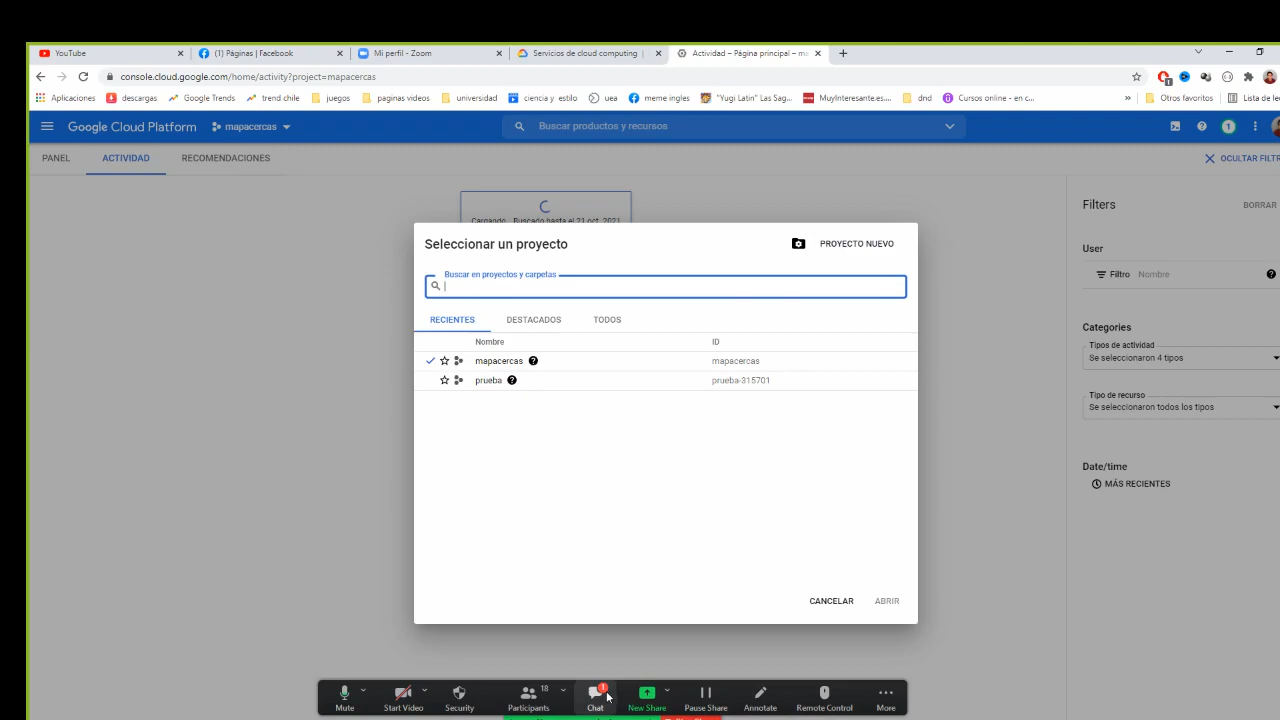 YouTube
(1) Páginas | Facebook
Mi perfil - Zoom
Servicios de cloud computing
Actividad – Página principal – ma
console.cloud.google.com/home/activity?project=mapacercas
Aplicaciones
descargas
Google Trends
trend chile
juegos
paginas videos
universidad
ciencia y estilo
uea
meme ingles
"Yugi Latin" Las Sag...
MuyInteresante.es...
dnd
Cursos online - en c...
»
Otros favoritos
Lista de lec
Google Cloud Platform
mapacercas
Buscar productos y recursos
1
PANEL
ACTIVIDAD
RECOMENDACIONES
OCULTAR FILTR
Cargando... Buscado hasta el 21 oct. 2021
Filters
BORRAR
User
Filtro Nombre
Categories
Tipos de actividad
Se seleccionaron 4 tipos
Tipo de recurso
Se seleccionaron todos los tipos
Date/time
MÁS RECIENTES
Seleccionar un proyecto
PROYECTO NUEVO
Buscar en proyectos y carpetas
RECIENTES
DESTACADOS
TODOS
Nombre
ID
mapacercas
mapacercas
prueba
prueba-315701
CANCELAR
ABRIR
Mute
Start Video
Security
18
Participants
1
Chat
New Share
Pause Share
Annotate
Remote Control
More